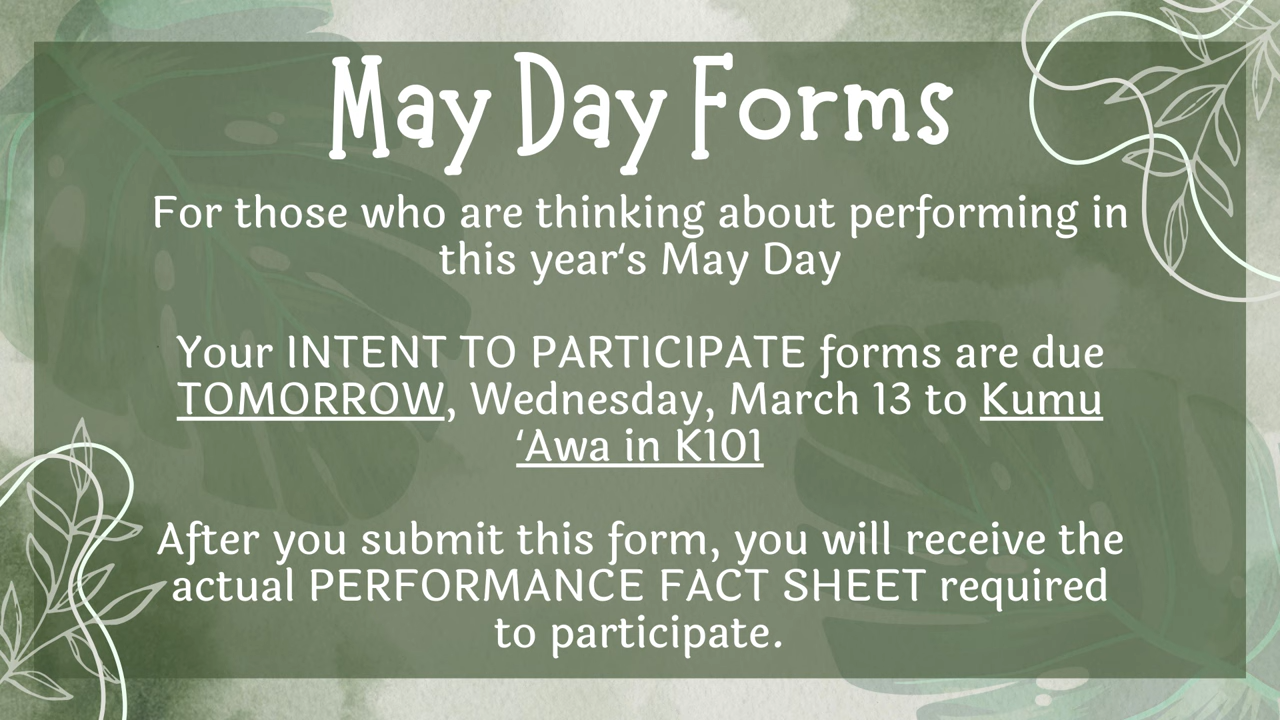 May Day Forms
For those who are thinking about performing in
this year‘s May Day
Your INTENT TO PARTICIPATE forms are due
TOMORROW, Wednesday, March 13 to Kumu
‘Awa in K101
After you submit this form, you will receive the
actual PERFORMANCE FACT SHEET required
to participate.